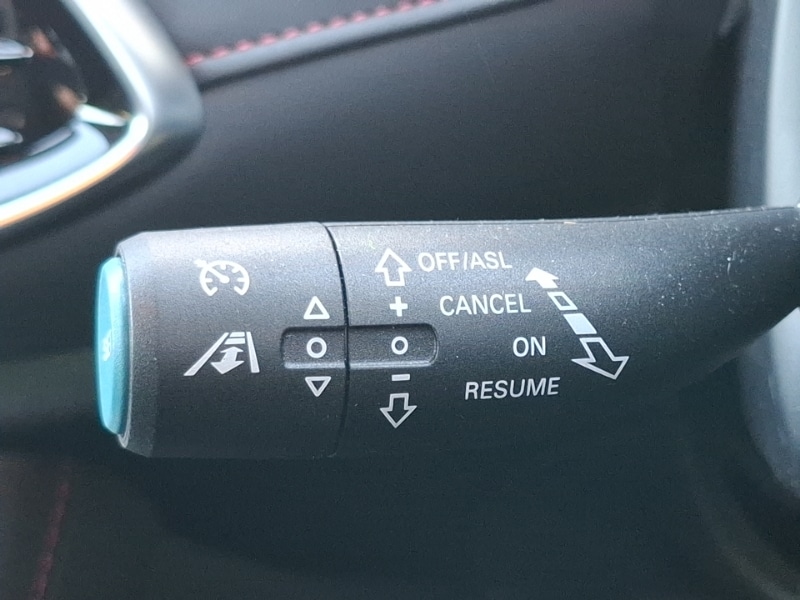 OFF/ASL
+ CANCEL
ON
−
RESUME